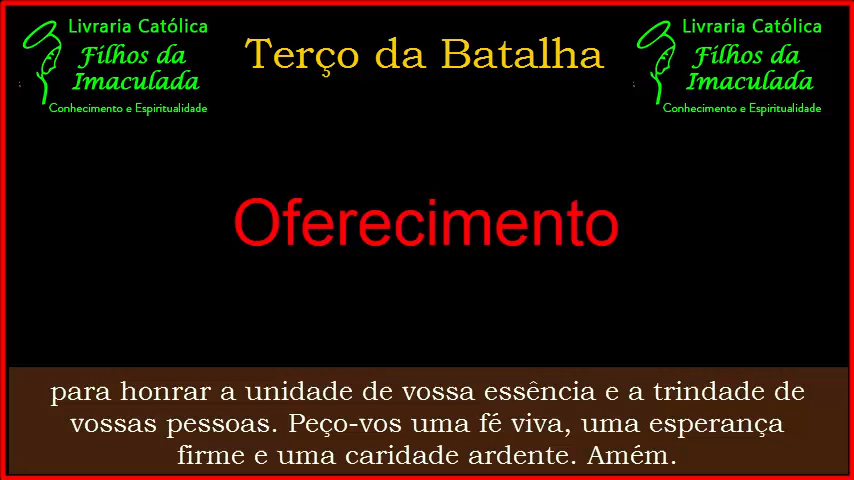 Livraria Católica
Filhos da
Imaculada
Conhecimento e Espiritualidade
Terço da Batalha
Livraria Católica
Filhos da
Imaculada
Conhecimento e Espiritualidade
Oferecimento
para honrar a unidade de vossa essência e a trindade de
vossas pessoas. Peço-vos uma fé viva, uma esperança
firme e uma caridade ardente. Amém.